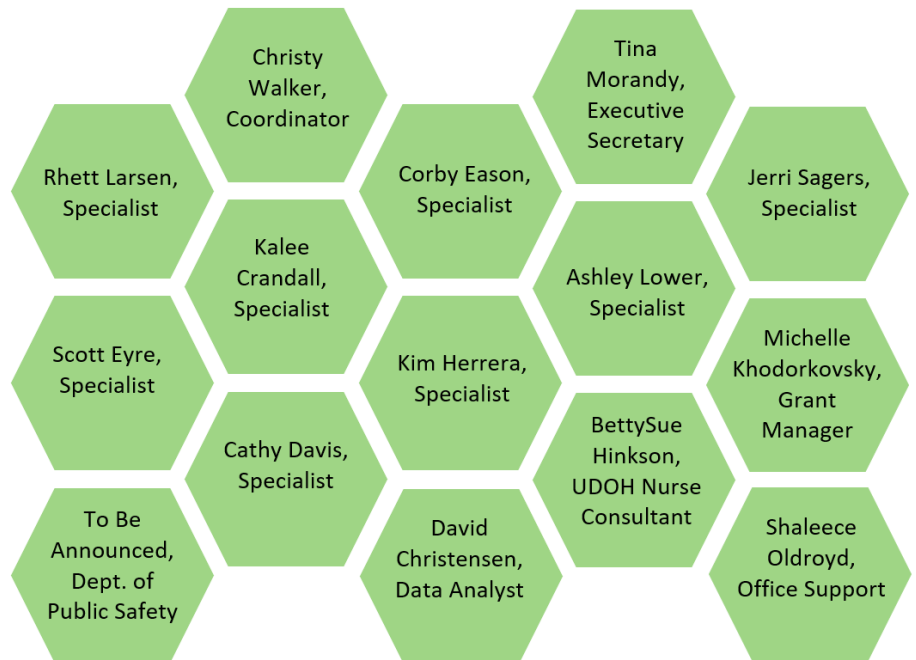 Christy
Walker,
Coordinator
Tina
Morandy,
Executive
Secretary
Rhett Larsen,
Specialist
Corby Eason,
Specialist
Jerri Sagers,
Specialist
Kalee
Crandall,
Specialist
Ashley Lower,
Specialist
Scott Eyre,
Specialist
Kim Herrera,
Specialist
Michelle
Khodorkovsky,
Grant
Manager
Cathy Davis,
Specialist
BettySue
Hinkson,
UDOH Nurse
Consultant
To Be
Announced,
Dept. of
Public Safety
David
Christensen,
Data Analyst
Shaleece
Oldroyd,
Office Support